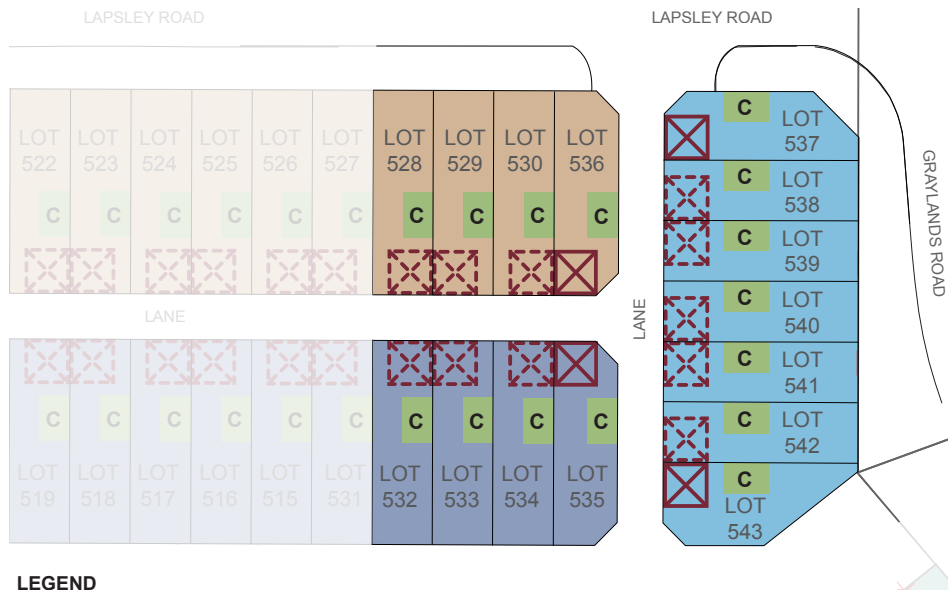 LAPSLEY ROAD
LAPSLEY ROAD
LOT
522
LOT
523
LOT
524
LOT
525
LOT
526
LOT
527
LOT
528
LOT
529
LOT
530
LOT
536
C
C
C
C
C
C
C
C
C
C
LANE
C
C
C
C
C
C
C
C
C
C
LOT
519
LOT
518
LOT
517
LOT
516
LOT
515
LOT
531
LOT
532
LOT
533
LOT
534
LOT
535
LANE
C
LOT
537
C
LOT
538
C
LOT
539
C
LOT
540
C
LOT
541
C
LOT
542
C
LOT
543
GRAYLANDS ROAD
LEGEND